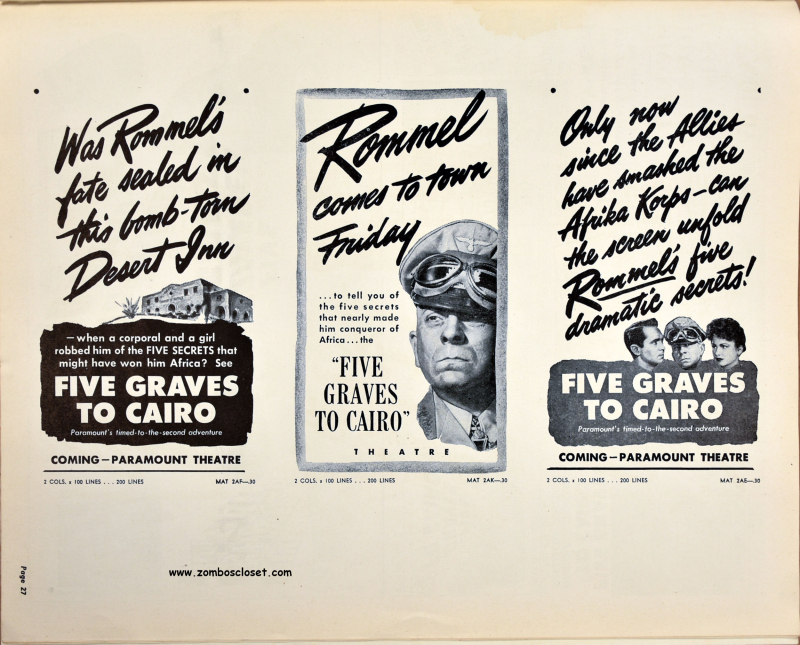 Was Rommel's
fate sealed in
this bomb-torn
Desert Inn
—when a corporal and a girl
robbed him of the FIVE SECRETS that
might have won him Africa? See
FIVE GRAVES
TO CAIRO
Paramount's timed-to-the-second adventure
COMING—PARAMOUNT THEATRE
2 COLS. x 100 LINES . . . 200 LINES
MAT 2AF—.30
Rommel
comes to town
Friday
...to tell you of
the five secrets
that nearly made
him conqueror of
Africa...the
"FIVE
GRAVES
TO CAIRO"
THEATRE
2 COLS. x 100 LINES . . . 200 LINES
MAT 2AK—.30
Only now
since the Allies
have smashed the
Afrika Korps—can
the screen unfold
Rommel's five
dramatic secrets!
FIVE GRAVES
TO CAIRO
Paramount's timed-to-the-second adventure
COMING—PARAMOUNT THEATRE
2 COLS. x 100 LINES . . . 200 LINES
MAT 2AE—.30
www.zomboscloset.com
Page 27